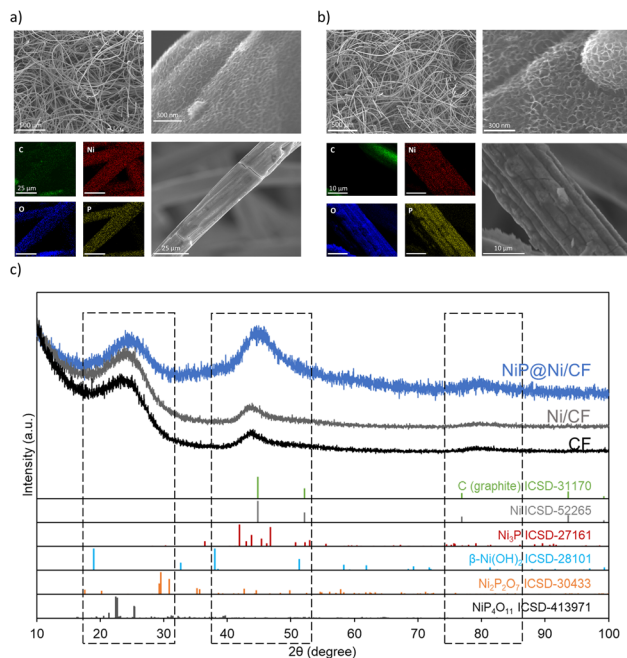 a)
b)
500 µm
300 nm
500 µm
300 nm
C
Ni
25 µm
O
P
25 µm
C
Ni
10 µm
O
P
10 µm
c)
Intensity (a.u.)
NiP@Ni/CF
Ni/CF
CF
C (graphite) ICSD-31170
Ni ICSD-52265
Ni₃P ICSD-27161
β-Ni(OH)₂ ICSD-28101
Ni₂P₂O₇ ICSD-30433
NiP₄O₁₁ ICSD-413971
10 20 30 40 50 60 70 80 90 100
2θ (degree)